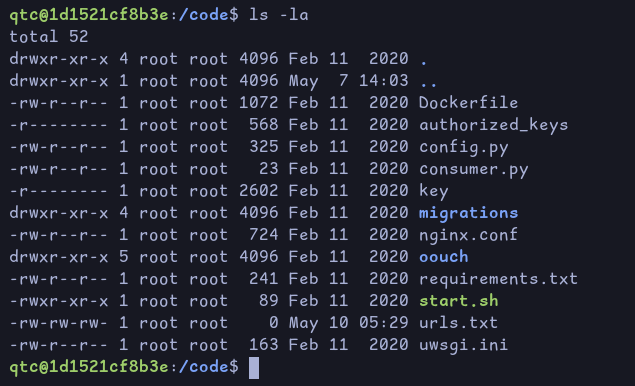 qtc@1d1521cf8b3e:/code$ ls -la
total 52
drwxr-xr-x 4 root root 4096 Feb 11  2020 .
drwxr-xr-x 1 root root 4096 May  7 14:03 ..
-rw-r--r-- 1 root root 1072 Feb 11  2020 Dockerfile
-r-------- 1 root root  568 Feb 11  2020 authorized_keys
-rw-r--r-- 1 root root  325 Feb 11  2020 config.py
-rw-r--r-- 1 root root   23 Feb 11  2020 consumer.py
-r-------- 1 root root 2602 Feb 11  2020 key
drwxr-xr-x 4 root root 4096 Feb 11  2020 migrations
-rw-r--r-- 1 root root  724 Feb 11  2020 nginx.conf
drwxr-xr-x 5 root root 4096 Feb 11  2020 oouch
-rw-r--r-- 1 root root  241 Feb 11  2020 requirements.txt
-rwxr-xr-x 1 root root   89 Feb 11  2020 start.sh
-rw-rw-rw- 1 root root    0 May 10 05:29 urls.txt
-rw-r--r-- 1 root root  163 Feb 11  2020 uwsgi.ini
qtc@1d1521cf8b3e:/code$